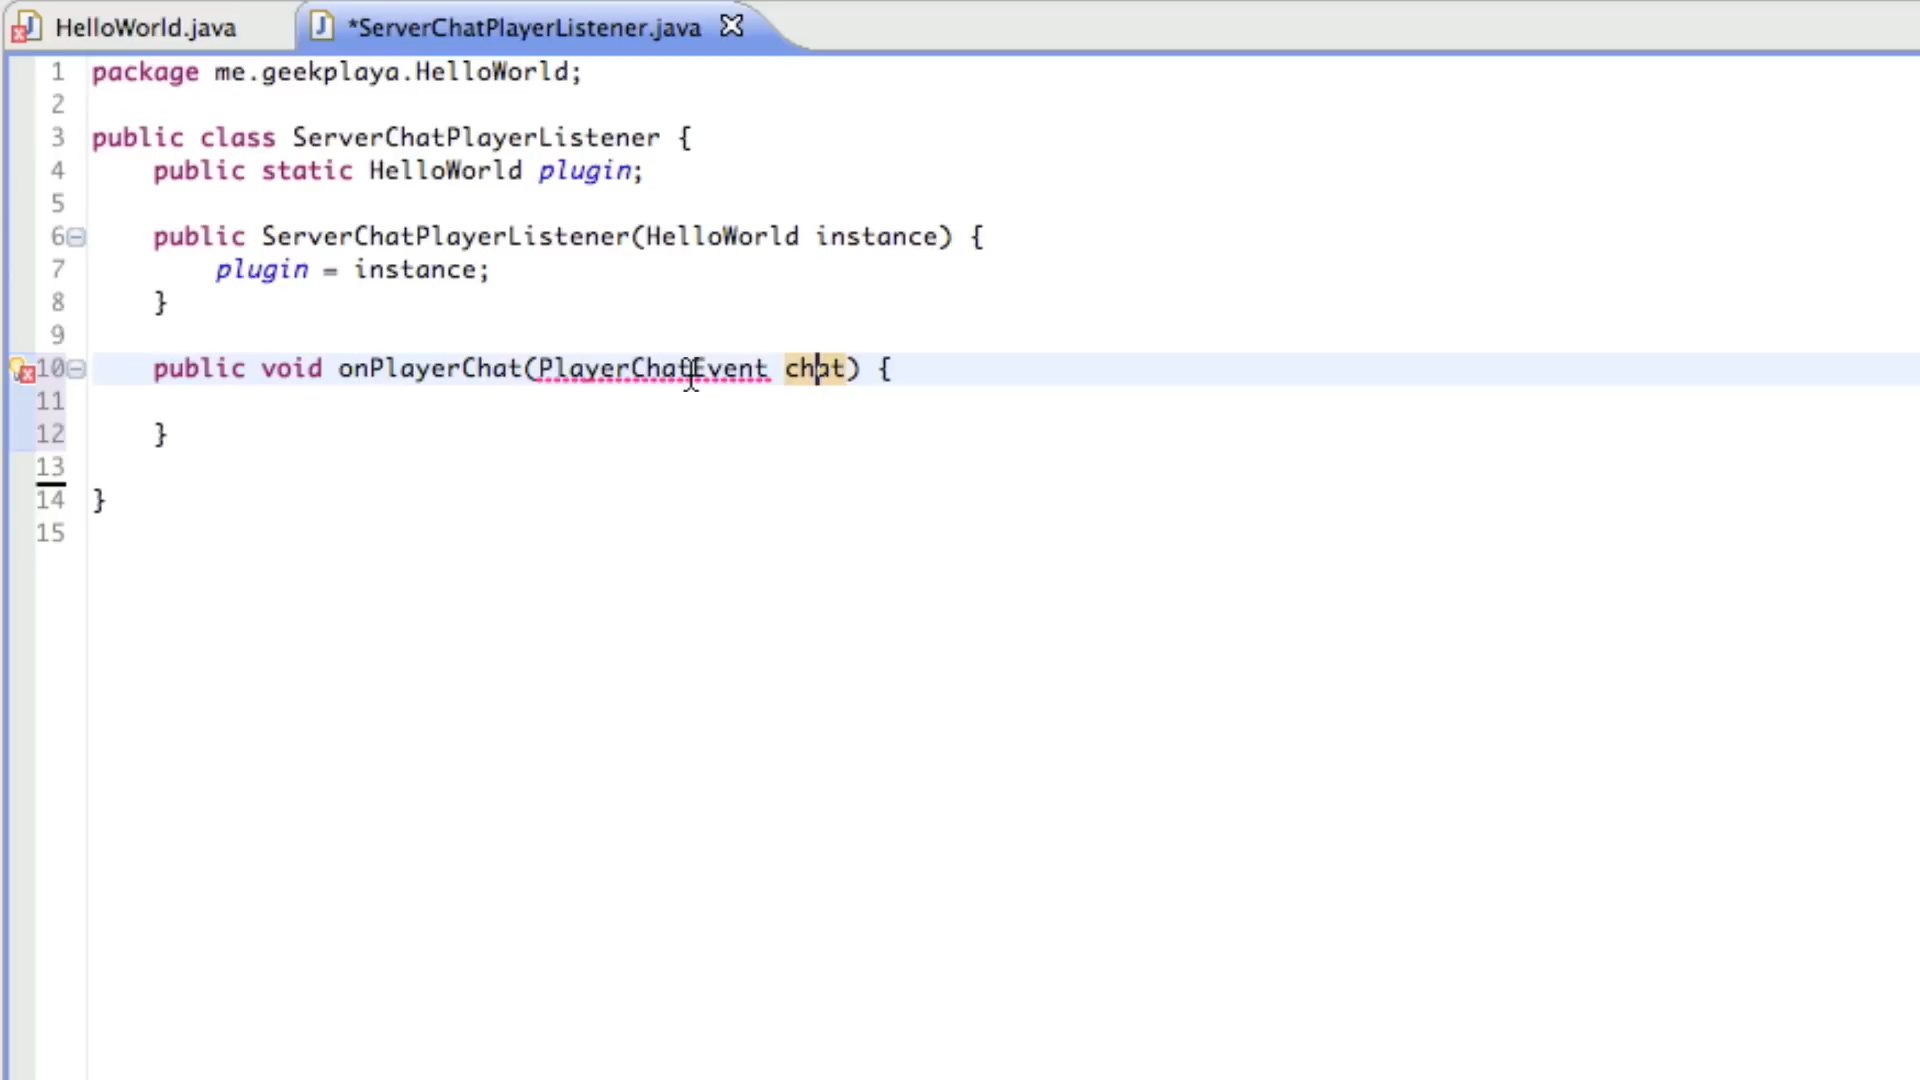 HelloWorld.java *ServerChatPlayerListener.java
1 package me.geekplaya.HelloWorld;
2
3 public class ServerChatPlayerListener {
4 public static HelloWorld plugin;
5
6 public ServerChatPlayerListener(HelloWorld instance) {
7 plugin = instance;
8 }
9
10 public void onPlayerChat(PlayerChatEvent chat) {
11
12 }
13
14 }
15